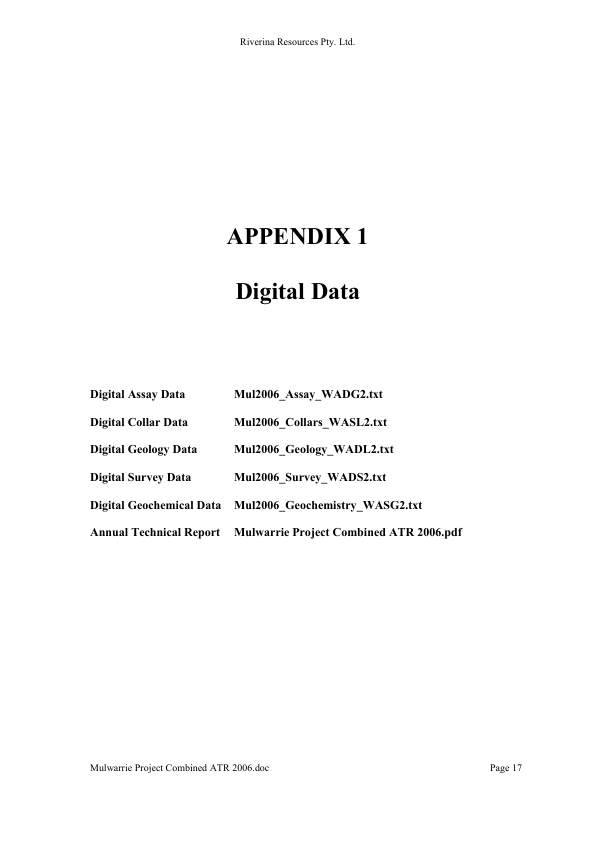 Riverina Resources Pty. Ltd.
APPENDIX 1
Digital Data
Digital Assay Data Mul2006_Assay_WADG2.txt
Digital Collar Data Mul2006_Collars_WASL2.txt
Digital Geology Data Mul2006_Geology_WADL2.txt
Digital Survey Data Mul2006_Survey_WADS2.txt
Digital Geochemical Data Mul2006_Geochemistry_WASG2.txt
Annual Technical Report Mulwarrie Project Combined ATR 2006.pdf
Mulwarrie Project Combined ATR 2006.doc Page 17